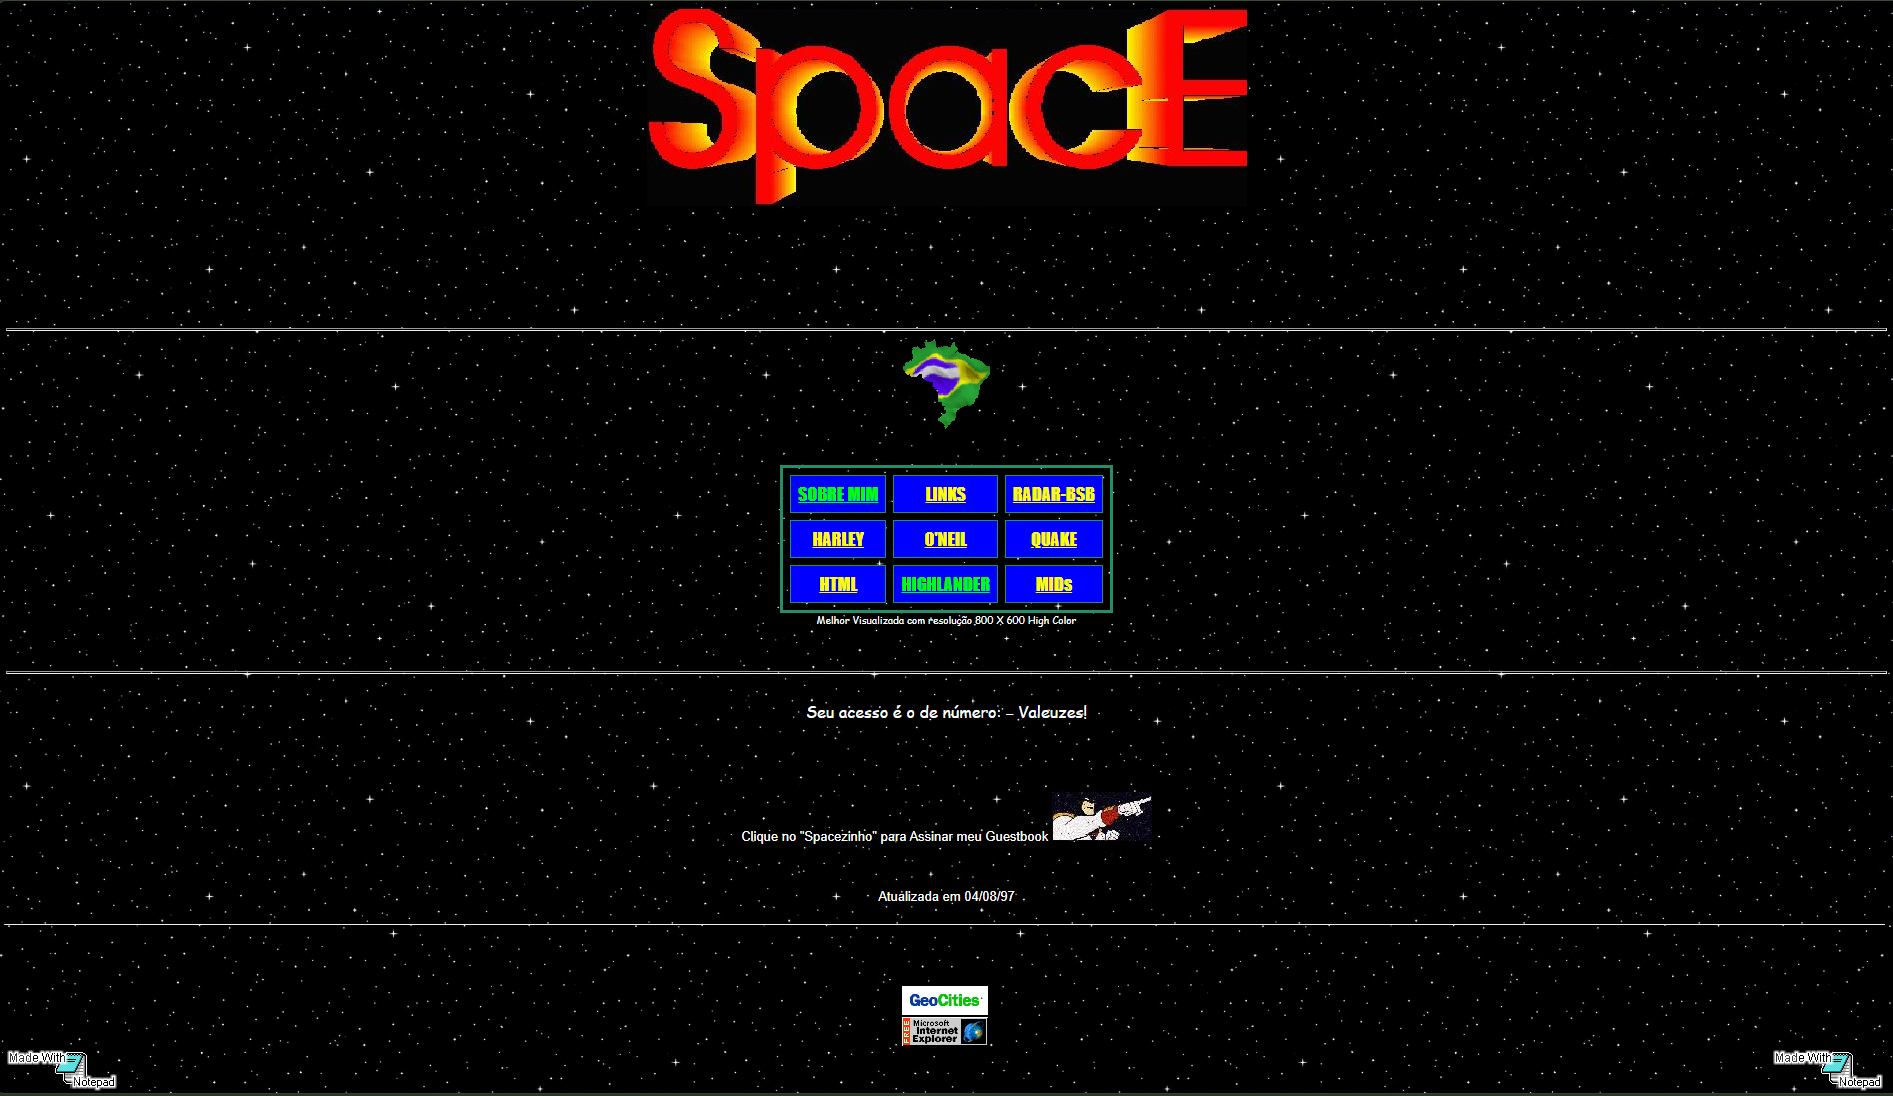 SpacE
SOBRE MIM LINKS RADAR-BSB
HARLEY O'NEIL QUAKE
HTML HIGHLANDER MIDs
Melhor Visualizada com resolução 800 X 600 High Color
Seu acesso é o de número: – Valeuzes!
Clique no "Spacezinho" para Assinar meu Guestbook
Atualizada em 04/08/97
GeoCities
FREE
Microsoft
Internet
Explorer
Made With
Notepad
Made With
Notepad